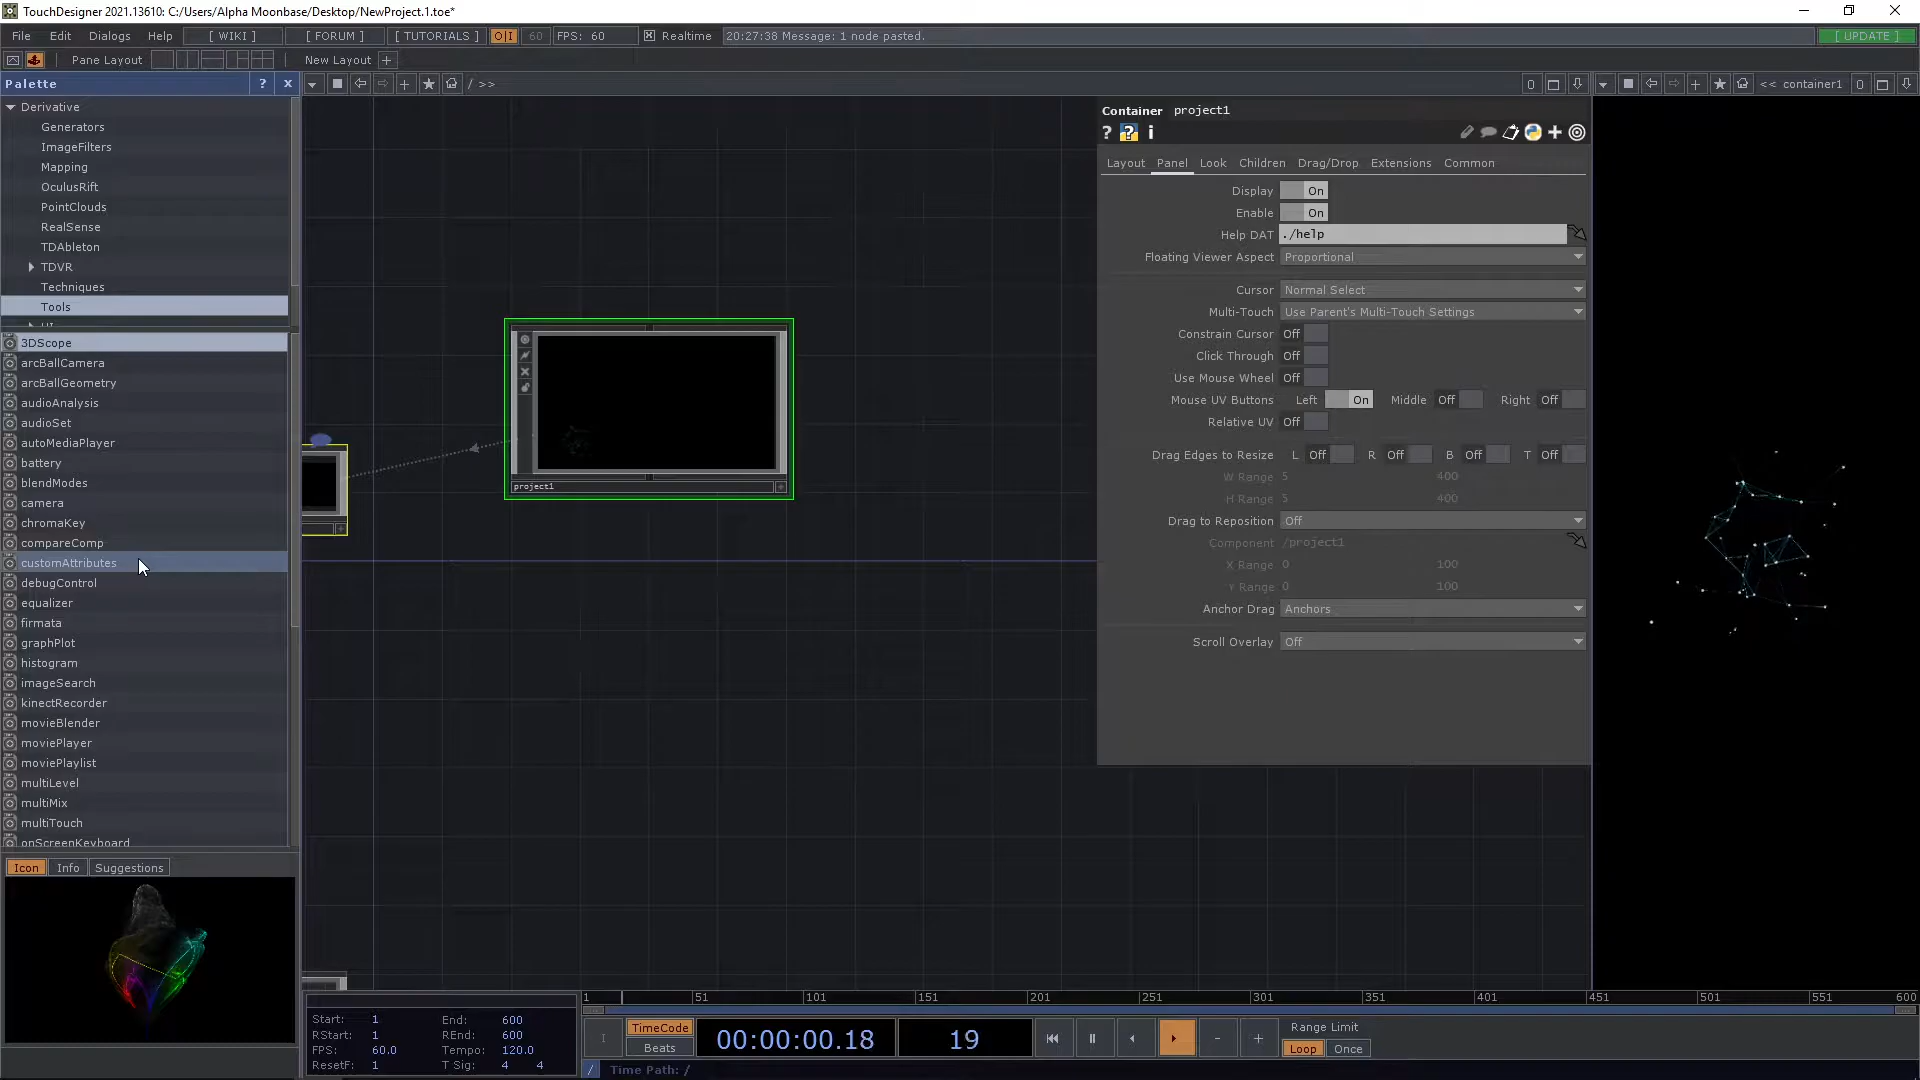 TouchDesigner 2021.13610: C:/Users/Alpha Moonbase/Desktop/NewProject.1.toe*
File Edit Dialogs Help [ WIKI ] [ FORUM ] [ TUTORIALS ] O|I 60 FPS: 60 Realtime 20:27:38 Message: 1 node pasted. [ UPDATE ]
Pane Layout New Layout +
Palette ? x / >> 0 << container1 0
Derivative
Generators
ImageFilters
Mapping
OculusRift
PointClouds
RealSense
TDAbleton
TDVR
Techniques
Tools
UI
3DScope
arcBallCamera
arcBallGeometry
audioAnalysis
audioSet
autoMediaPlayer
battery
blendModes
camera
chromaKey
compareComp
customAttributes
debugControl
equalizer
firmata
graphPlot
histogram
imageSearch
kinectRecorder
movieBlender
moviePlayer
moviePlaylist
multiLevel
multiMix
multiTouch
onScreenKeyboard
Icon Info Suggestions
project1
Container project1
? ? i
Layout Panel Look Children Drag/Drop Extensions Common
Display On
Enable On
Help DAT ./help
Floating Viewer Aspect Proportional
Cursor Normal Select
Multi-Touch Use Parent's Multi-Touch Settings
Constrain Cursor Off
Click Through Off
Use Mouse Wheel Off
Mouse UV Buttons Left On Middle Off Right Off
Relative UV Off
Drag Edges to Resize L Off R Off B Off T Off
W Range 5 400
H Range 5 400
Drag to Reposition Off
Component /project1
X Range 0 100
Y Range 0 100
Anchor Drag Anchors
Scroll Overlay Off
1 51 101 151 201 251 301 351 401 451 501 551 600
Start: 1 End: 600
RStart: 1 REnd: 600
FPS: 60.0 Tempo: 120.0
ResetF: 1 T Sig: 4 4
TimeCode
Beats
00:00:00.18 19
- +
Range Limit
Loop Once
/ Time Path: /